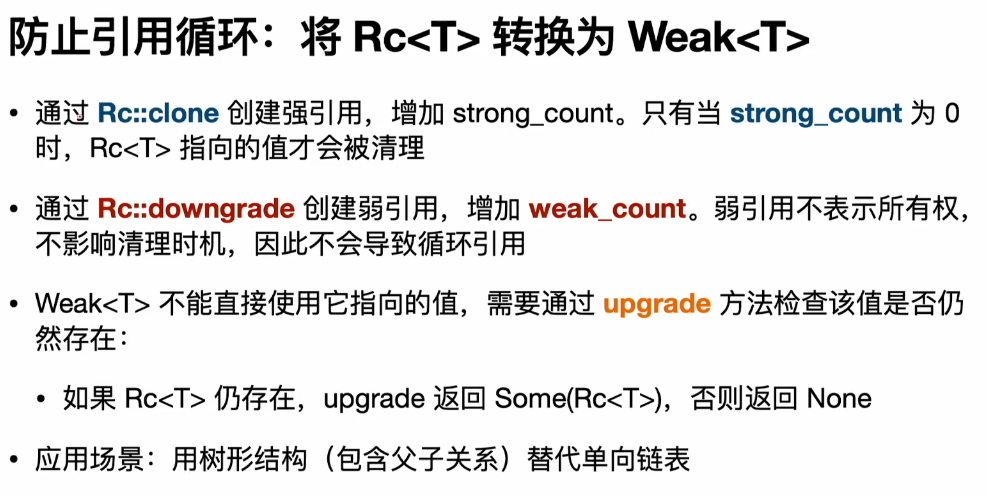 防止引用循环：将 Rc<T> 转换为 Weak<T>
• 通过 Rc::clone 创建强引用，增加 strong_count。只有当 strong_count 为 0
时，Rc<T> 指向的值才会被清理
• 通过 Rc::downgrade 创建弱引用，增加 weak_count。弱引用不表示所有权，
不影响清理时机，因此不会导致循环引用
• Weak<T> 不能直接使用它指向的值，需要通过 upgrade 方法检查该值是否仍
然存在：
• 如果 Rc<T> 仍存在，upgrade 返回 Some(Rc<T>)，否则返回 None
• 应用场景：用树形结构（包含父子关系）替代单向链表